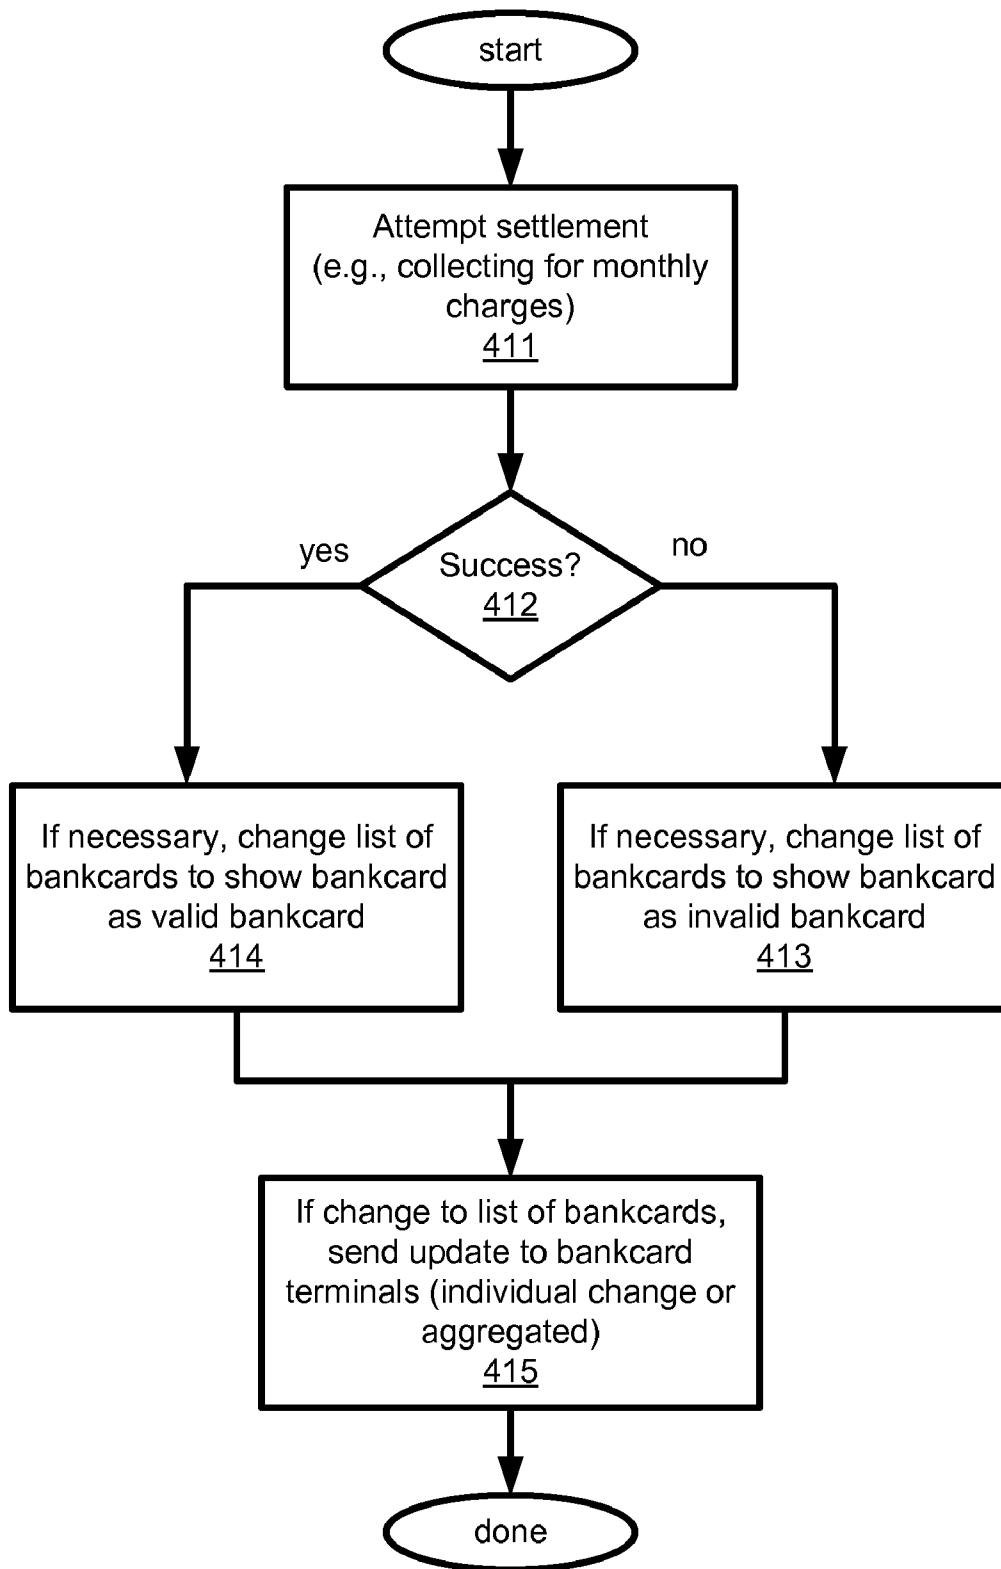 start
Attempt settlement
(e.g., collecting for monthly
charges)
411
yes
no
Success?
412
If necessary, change list of
bankcards to show bankcard
as valid bankcard
414
If necessary, change list of
bankcards to show bankcard
as invalid bankcard
413
If change to list of bankcards,
send update to bankcard
terminals (individual change or
aggregated)
415
done